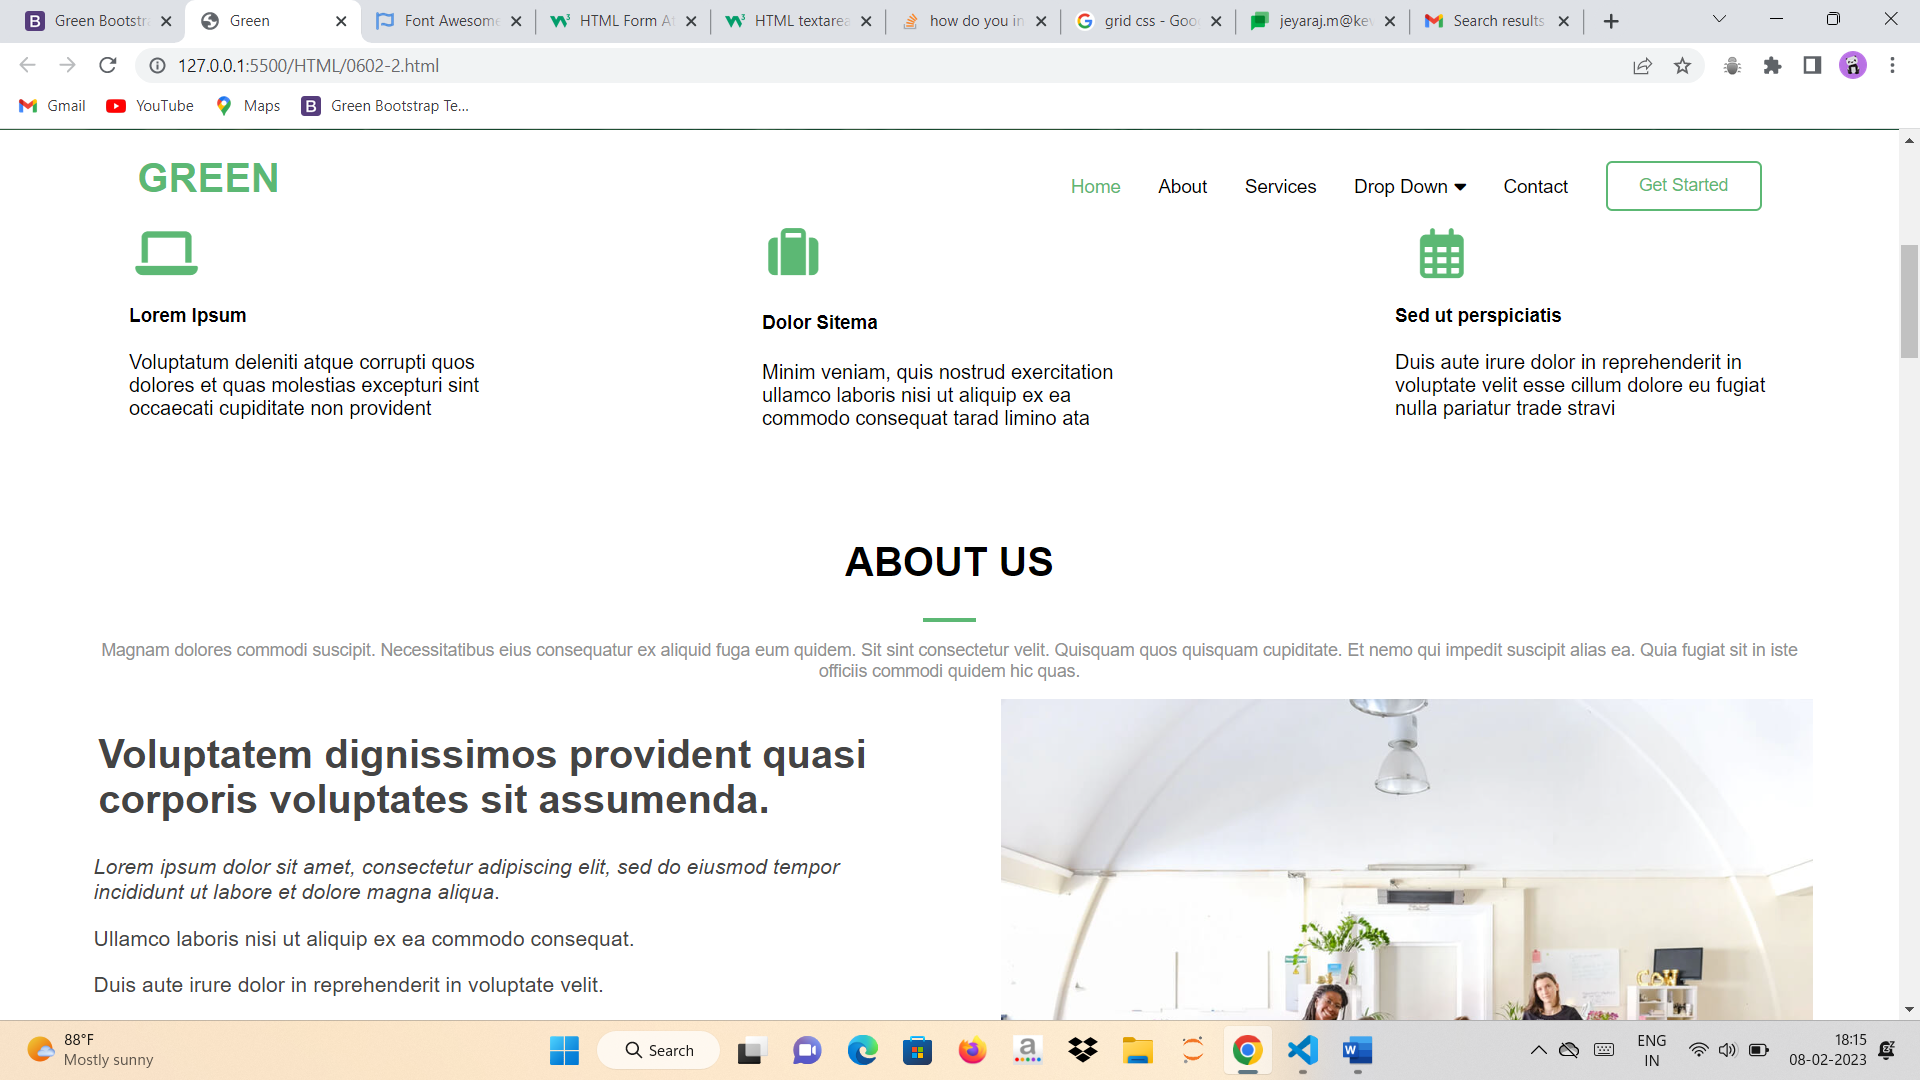 Green Bootstra
Green
Font Awesome
HTML Form At
HTML textarea
how do you in
grid css - Goo
jeyaraj.m@kev
Search results
127.0.0.1:5500/HTML/0602-2.html
Gmail
YouTube
Maps
B
Green Bootstrap Te...
GREEN
Home
About
Services
Drop Down
Contact
Get Started
Lorem Ipsum
Voluptatum deleniti atque corrupti quos
dolores et quas molestias excepturi sint
occaecati cupiditate non provident
Dolor Sitema
Minim veniam, quis nostrud exercitation
ullamco laboris nisi ut aliquip ex ea
commodo consequat tarad limino ata
Sed ut perspiciatis
Duis aute irure dolor in reprehenderit in
voluptate velit esse cillum dolore eu fugiat
nulla pariatur trade stravi
ABOUT US
Magnam dolores commodi suscipit. Necessitatibus eius consequatur ex aliquid fuga eum quidem. Sit sint consectetur velit. Quisquam quos quisquam cupiditate. Et nemo qui impedit suscipit alias ea. Quia fugiat sit in iste
officiis commodi quidem hic quas.
Voluptatem dignissimos provident quasi
corporis voluptates sit assumenda.
Lorem ipsum dolor sit amet, consectetur adipiscing elit, sed do eiusmod tempor
incididunt ut labore et dolore magna aliqua.
Ullamco laboris nisi ut aliquip ex ea commodo consequat.
Duis aute irure dolor in reprehenderit in voluptate velit.
88°F
Mostly sunny
Search
ENG
IN
18:15
08-02-2023